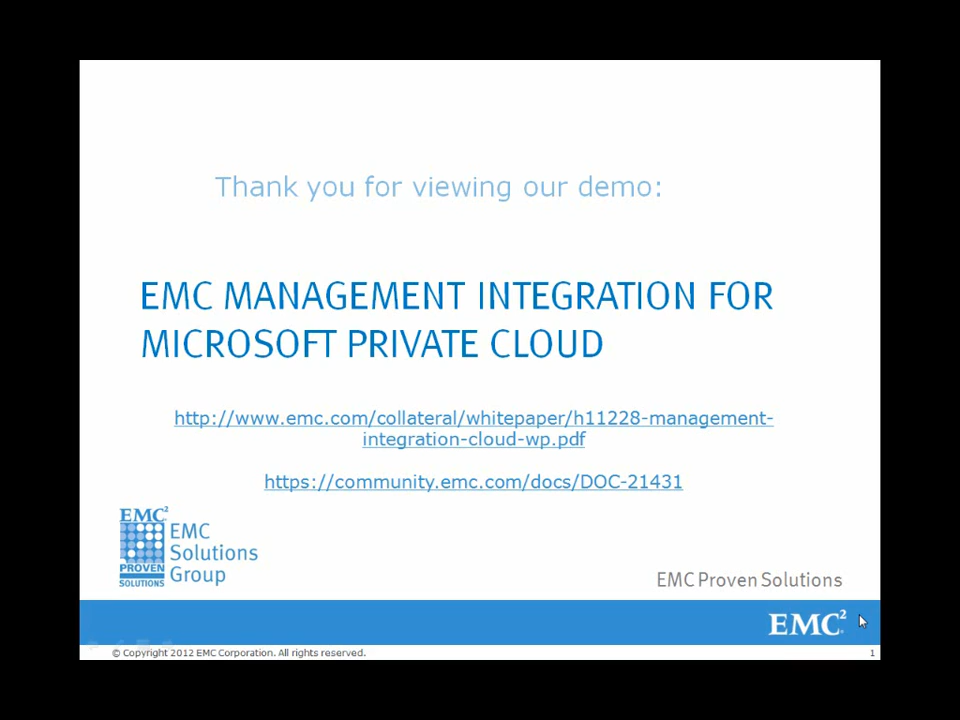 Thank you for viewing our demo:
EMC MANAGEMENT INTEGRATION FOR
MICROSOFT PRIVATE CLOUD
http://www.emc.com/collateral/whitepaper/h11228-management-
integration-cloud-wp.pdf
https://community.emc.com/docs/DOC-21431
EMC²
PROVEN
SOLUTIONS
EMC
Solutions
Group
EMC Proven Solutions
EMC²
© Copyright 2012 EMC Corporation. All rights reserved.
1